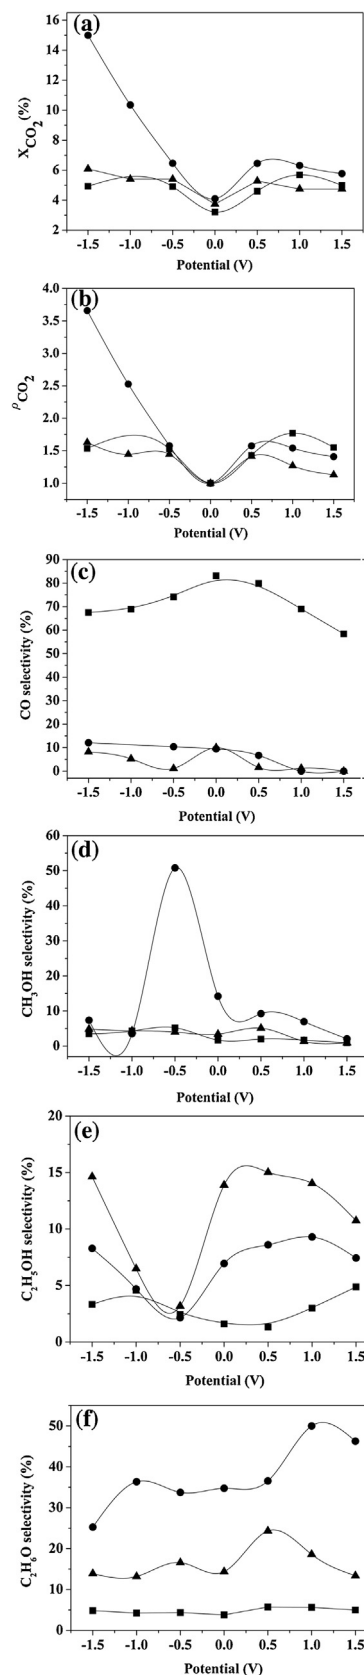 (a)
16
14
12
10
8
6
4
2
X_CO2 (%)
-1.5 -1.0 -0.5 0.0 0.5 1.0 1.5
Potential (V)
(b)
4.0
3.5
3.0
2.5
2.0
1.5
1.0
ρ_CO2
-1.5 -1.0 -0.5 0.0 0.5 1.0 1.5
Potential (V)
(c)
90
80
70
60
50
40
30
20
10
0
CO selectivity (%)
-1.5 -1.0 -0.5 0.0 0.5 1.0 1.5
Potential (V)
(d)
60
50
40
30
20
10
0
CH3OH selectivity (%)
-1.5 -1.0 -0.5 0.0 0.5 1.0 1.5
Potential (V)
(e)
20
15
10
5
0
C2H5OH selectivity (%)
-1.5 -1.0 -0.5 0.0 0.5 1.0 1.5
Potential (V)
(f)
50
40
30
20
10
0
C2H6O selectivity (%)
-1.5 -1.0 -0.5 0.0 0.5 1.0 1.5
Potential (V)